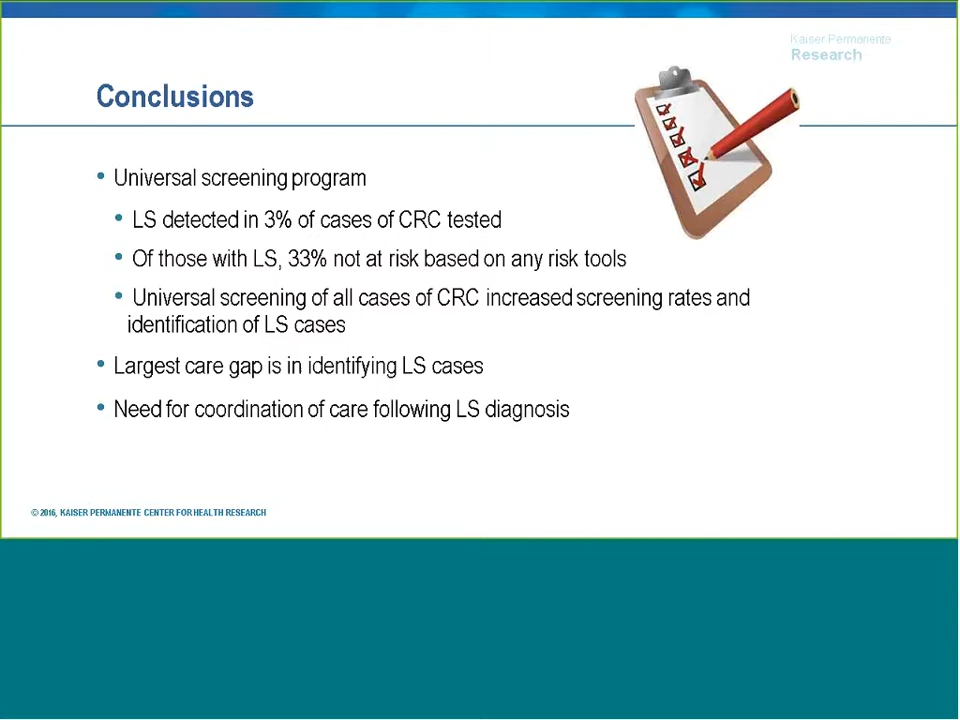 Kaiser Permanente
Research
Conclusions
• Universal screening program
• LS detected in 3% of cases of CRC tested
• Of those with LS, 33% not at risk based on any risk tools
• Universal screening of all cases of CRC increased screening rates and
identification of LS cases
• Largest care gap is in identifying LS cases
• Need for coordination of care following LS diagnosis
© 2016, KAISER PERMANENTE CENTER FOR HEALTH RESEARCH